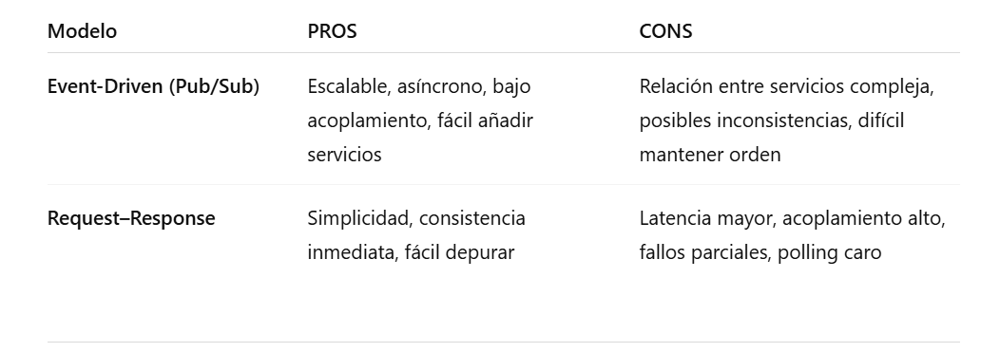 Modelo PROS CONS
Event-Driven (Pub/Sub) Escalable, asíncrono, bajo Relación entre servicios compleja,
acoplamiento, fácil añadir posibles inconsistencias, difícil
servicios mantener orden
Request–Response Simplicidad, consistencia Latencia mayor, acoplamiento alto,
inmediata, fácil depurar fallos parciales, polling caro